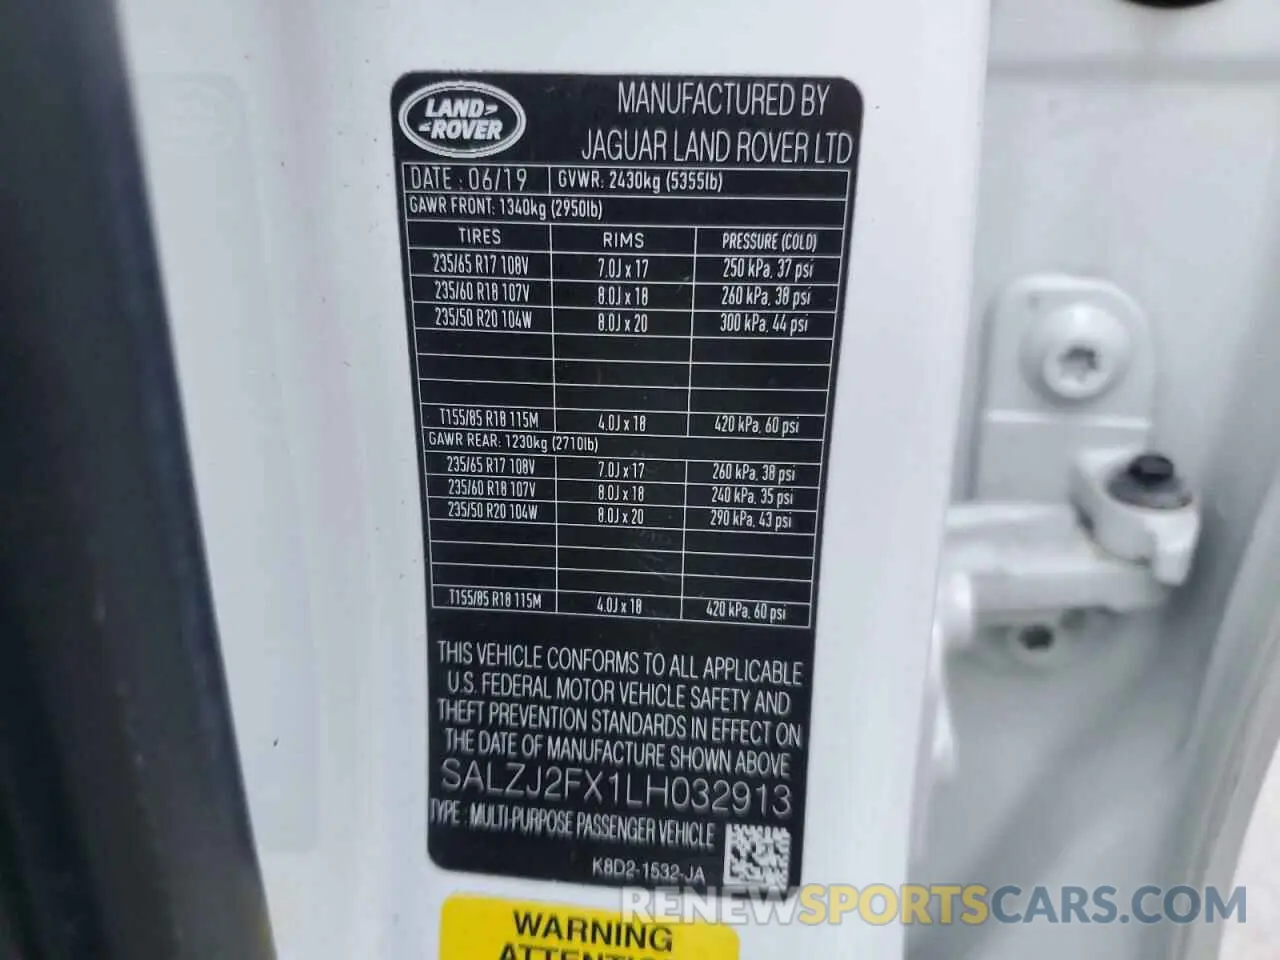 LAND ROVER
MANUFACTURED BY
JAGUAR LAND ROVER LTD
DATE : 06/19 GVWR: 2430kg (5355lb)
GAWR FRONT: 1340kg (2950lb)
TIRES RIMS PRESSURE (COLD)
235/65 R17 108V 7.0J x 17 250 kPa, 37 psi
235/60 R18 107V 8.0J x 18 260 kPa, 38 psi
235/50 R20 104W 8.0J x 20 300 kPa, 44 psi
T155/85 R18 115M 4.0J x 18 420 kPa, 60 psi
GAWR REAR: 1230kg (2710lb)
235/65 R17 108V 7.0J x 17 260 kPa, 38 psi
235/60 R18 107V 8.0J x 18 240 kPa, 35 psi
235/50 R20 104W 8.0J x 20 290 kPa, 43 psi
T155/85 R18 115M 4.0J x 18 420 kPa, 60 psi
THIS VEHICLE CONFORMS TO ALL APPLICABLE
U.S. FEDERAL MOTOR VEHICLE SAFETY AND
THEFT PREVENTION STANDARDS IN EFFECT ON
THE DATE OF MANUFACTURE SHOWN ABOVE
SALZJ2FX1LH032913
TYPE : MULTI-PURPOSE PASSENGER VEHICLE
K8D2-1532-JA
RENEWSPORTSCARS.COM
WARNING